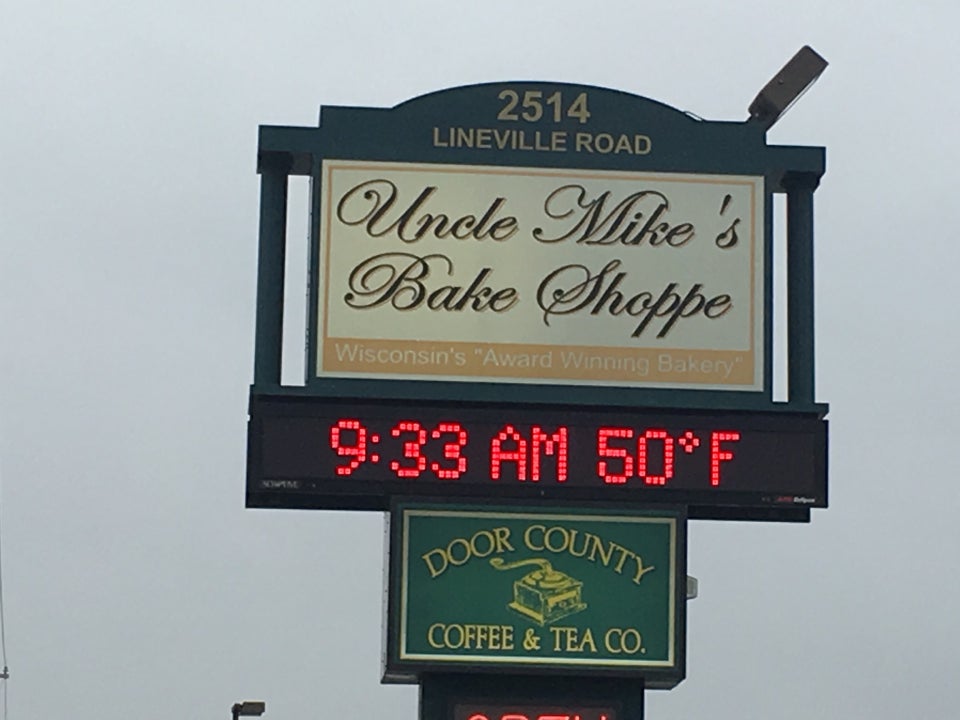 2514
LINEVILLE ROAD
Uncle Mike's
Bake Shoppe
Wisconsin's "Award Winning Bakery"
9:33 AM 50°F
DOOR COUNTY
COFFEE & TEA CO.